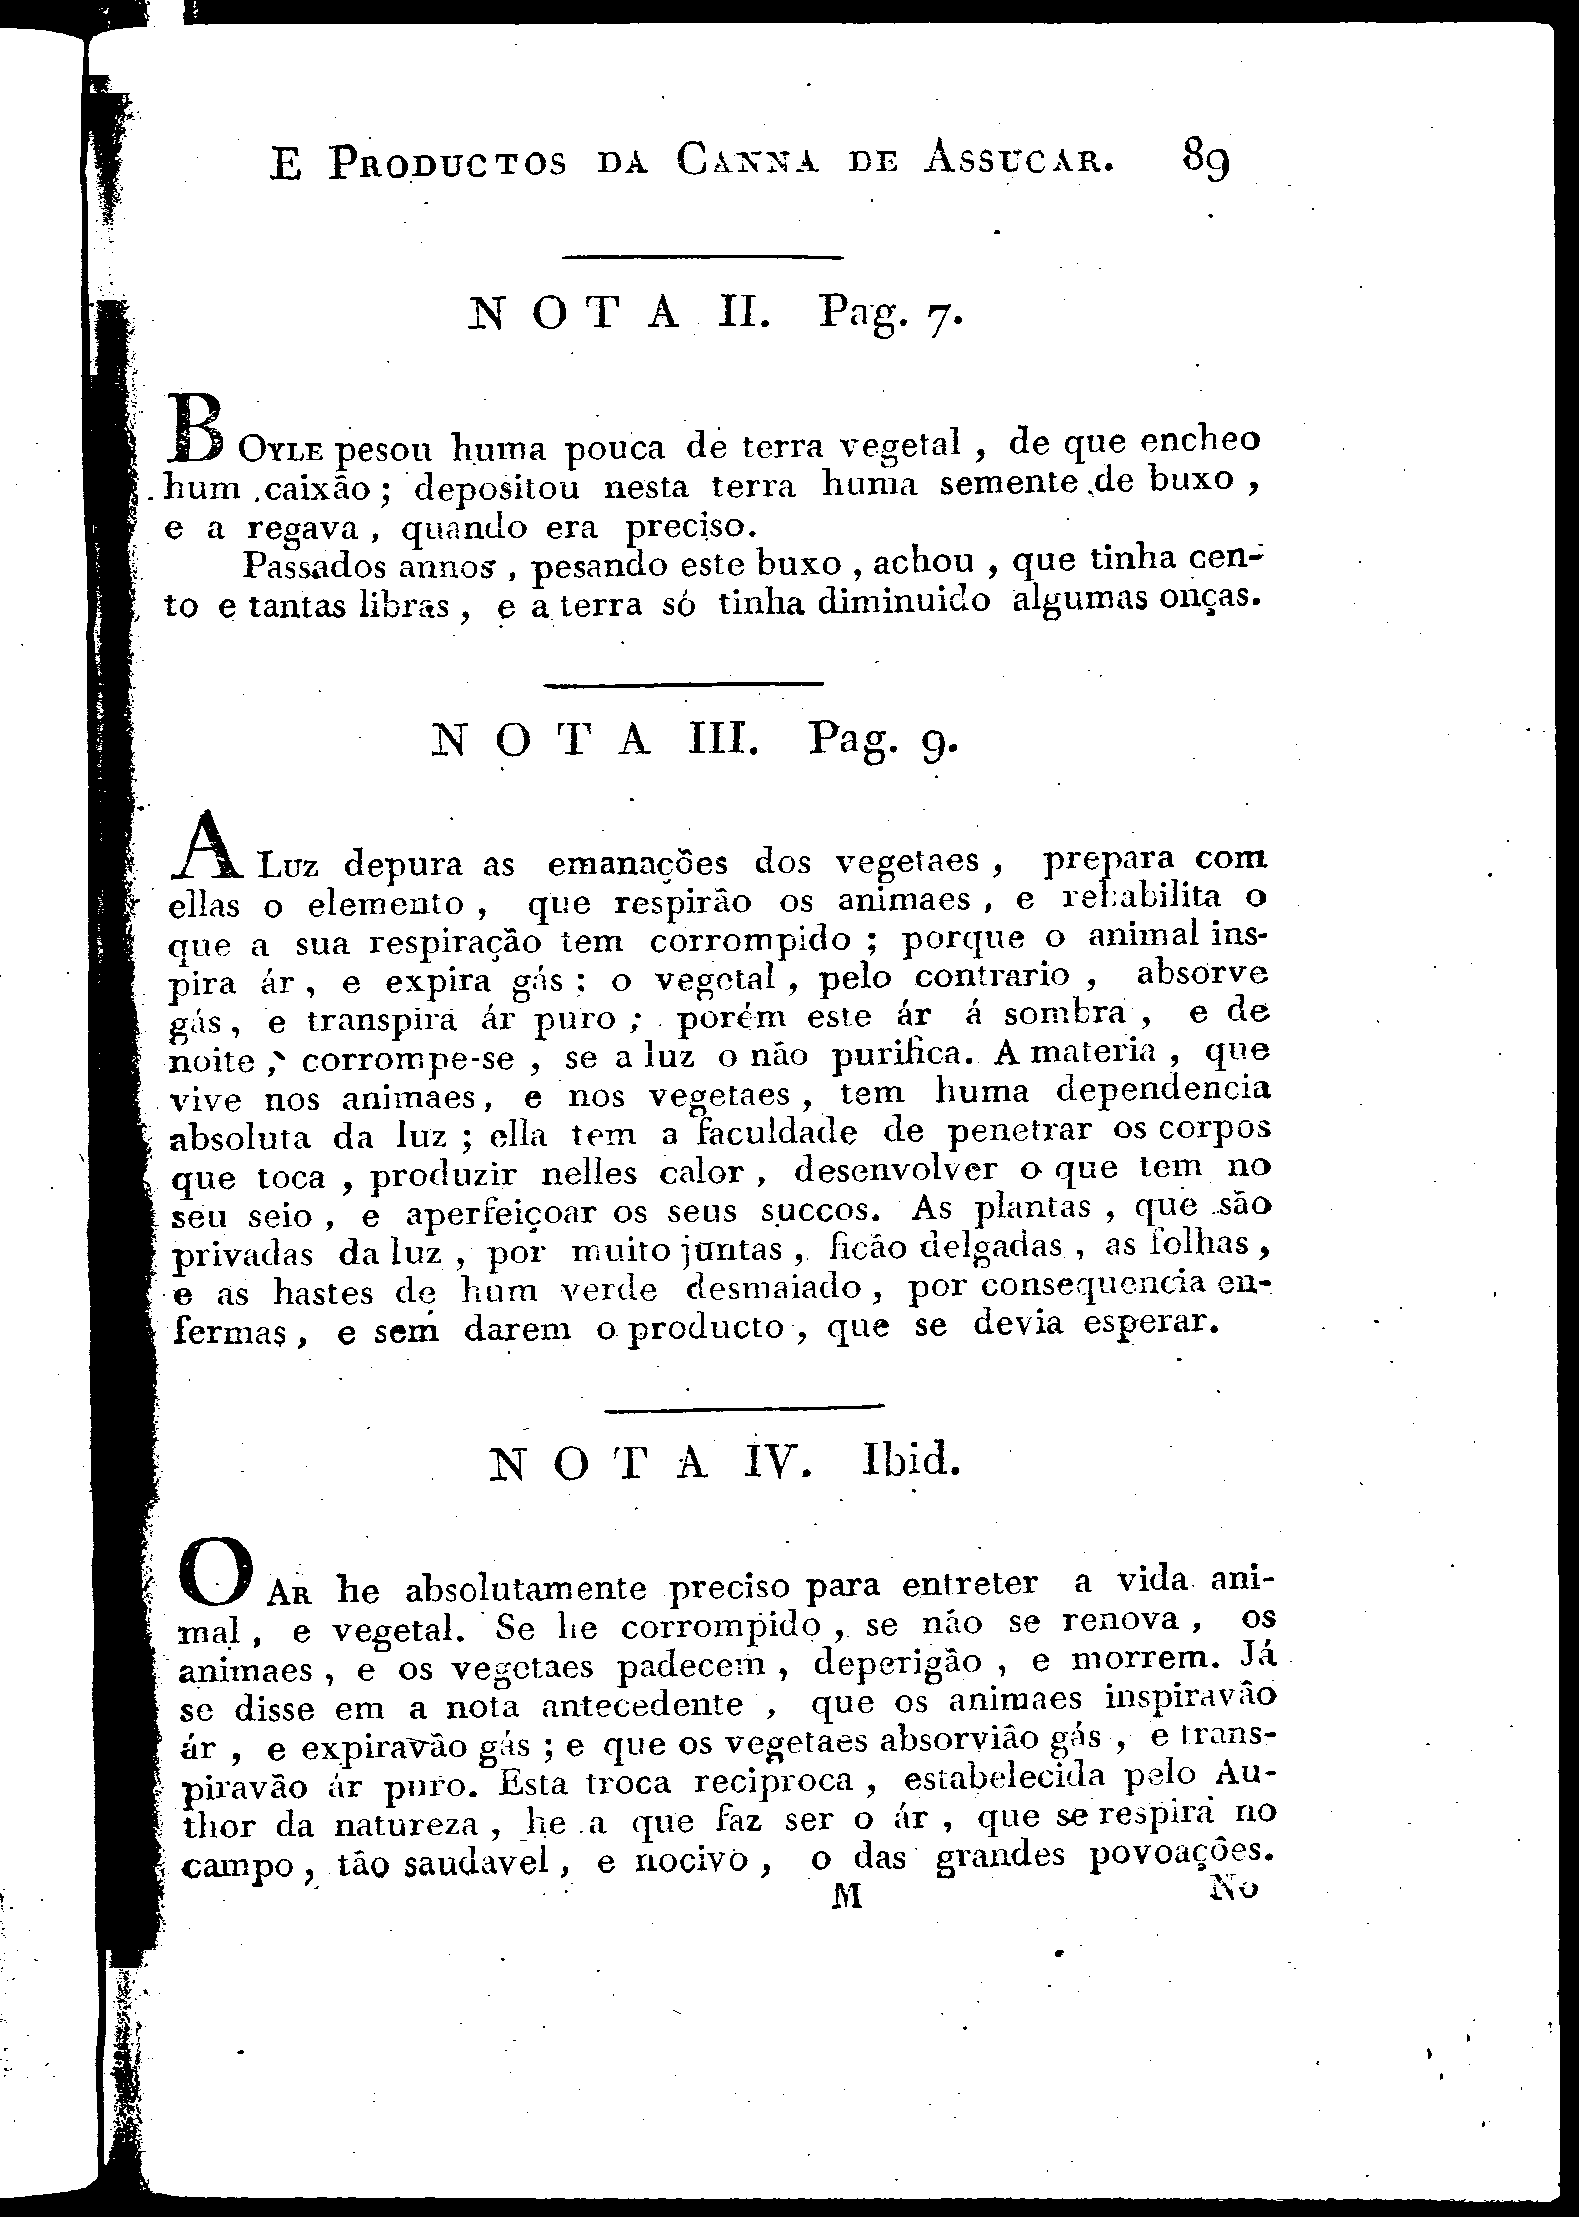 E PRODUCTOS DA CANNA DE ASSUCAR. 89
NOTA II. Pag. 7.
BOYLE pesou huma pouca de terra vegetal, de que encheo
hum caixão; depositou nesta terra huma semente de buxo,
e a regava, quando era preciso.
Passados annos, pesando este buxo, achou, que tinha cen-
to e tantas libras, e a terra só tinha diminuido algumas onças.
NOTA III. Pag. 9.
A LUZ depura as emanações dos vegetaes, prepara com
ellas o elemento, que respirão os animaes, e rehabilita o
que a sua respiração tem corrompido; porque o animal ins-
pira ár, e expira gás; o vegetal, pelo contrario, absorve
gás, e transpira ár puro; porém este ár á sombra, e de
noite, corrompe-se, se a luz o não purifica. A materia, que
vive nos animaes, e nos vegetaes, tem huma dependencia
absoluta da luz; ella tem a faculdade de penetrar os corpos
que toca, produzir nelles calor, desenvolver o que tem no
seu seio, e aperfeiçoar os seus succos. As plantas, que são
privadas da luz, por muito juntas, ficão delgadas, as folhas,
e as hastes de hum verde desmaiado, por consequencia en-
fermas, e sem darem o producto, que se devia esperar.
NOTA IV. Ibid.
O AR he absolutamente preciso para entreter a vida ani-
mal, e vegetal. Se he corrompido, se não se renova, os
animaes, e os vegetaes padecem, deperigão, e morrem. Já
se disse em a nota antecedente, que os animaes inspiravão
ár, e expiravão gás; e que os vegetaes absorvião gás, e trans-
piravão ár puro. Esta troca reciproca, estabelecida pelo Au-
thor da natureza, he a que faz ser o ár, que se respira no
campo, tão saudavel, e nocivo, o das grandes povoações.
M No